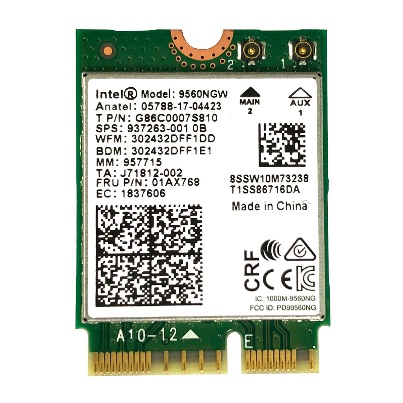 2 1
Intel® Model: 9560NGW
Anatel: 05788-17-04423
T P/N: G86C0007S810
SPS: 937263-001 0B
WFM: 302432DFF1DD
BDM: 302432DFF1E1
MM: 957715
TA: J71812-002
FRU P/N: 01AX768
EC: 1837606
MAIN
2
AUX
1
8SSW10M73238
T1SS86716DA
Made in China
CRF
CE
IC: 1000M-9560NG
FCC ID: PD99560NG
A10-12
E